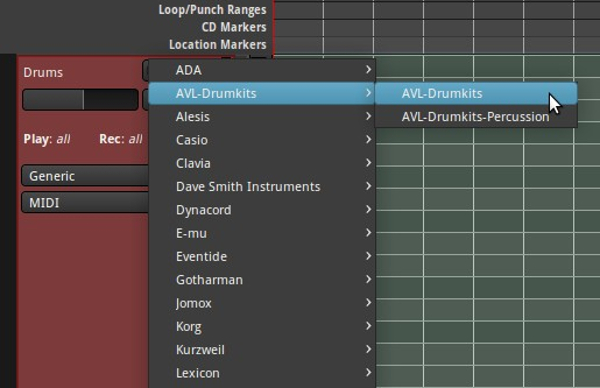 Loop/Punch Ranges
CD Markers
Location Markers
Drums
Play: all Rec: all
Generic
MIDI
ADA
AVL-Drumkits
Alesis
Casio
Clavia
Dave Smith Instruments
Dynacord
E-mu
Eventide
Gotharman
Jomox
Korg
Kurzweil
Lexicon
AVL-Drumkits
AVL-Drumkits-Percussion